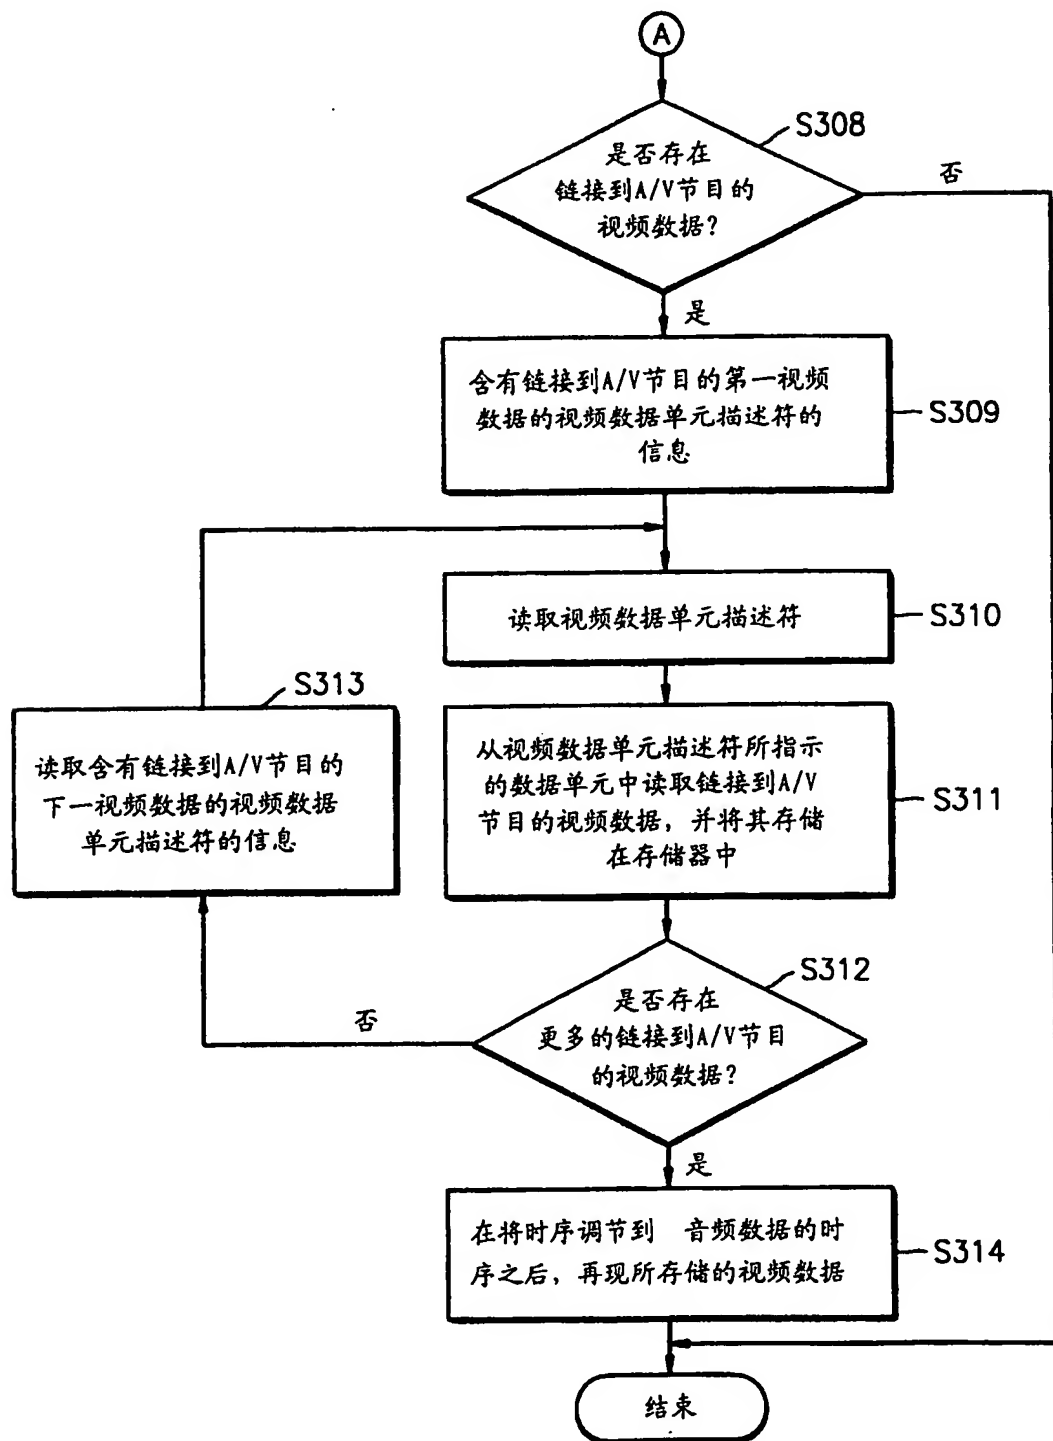 A
S308
是否存在
链接到A/V节目的
视频数据?
否
是
含有链接到A/V节目的第一视频
数据的视频数据单元描述符的
信息
S309
读取视频数据单元描述符
S310
S313
读取含有链接到A/V节目的
下一视频数据的视频数据
单元描述符的信息
从视频数据单元描述符所指示
的数据单元中读取链接到A/V
节目的视频数据，并将其存储
在存储器中
S311
S312
是否存在
更多的链接到A/V节目
的视频数据?
否
是
在将时序调节到 音频数据的时
序之后，再现所存储的视频数据
S314
结束